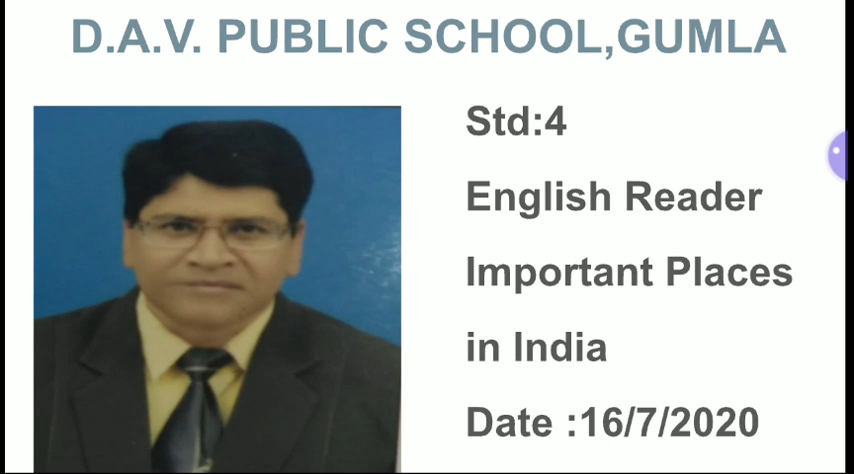 D.A.V. PUBLIC SCHOOL,GUMLA
Std:4
English Reader
Important Places
in India
Date :16/7/2020